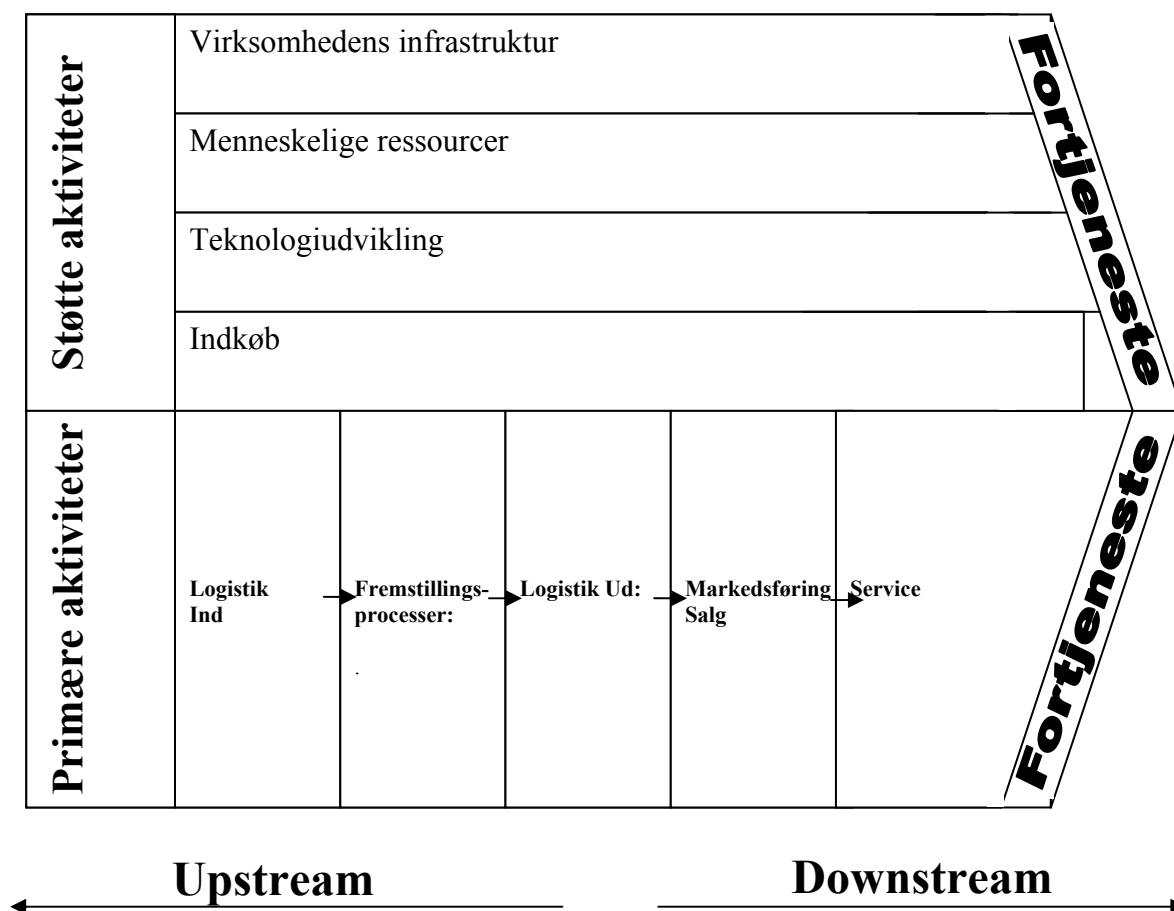 Støtte aktiviteter
Virksomhedens infrastruktur
Menneskelige ressourcer
Teknologiudvikling
Indkøb
Fortjeneste
Primære aktiviteter
Logistik
Ind
Fremstillings-
processer:
.
Logistik Ud:
Markedsføring
Salg
Service
Fortjeneste
Upstream
Downstream